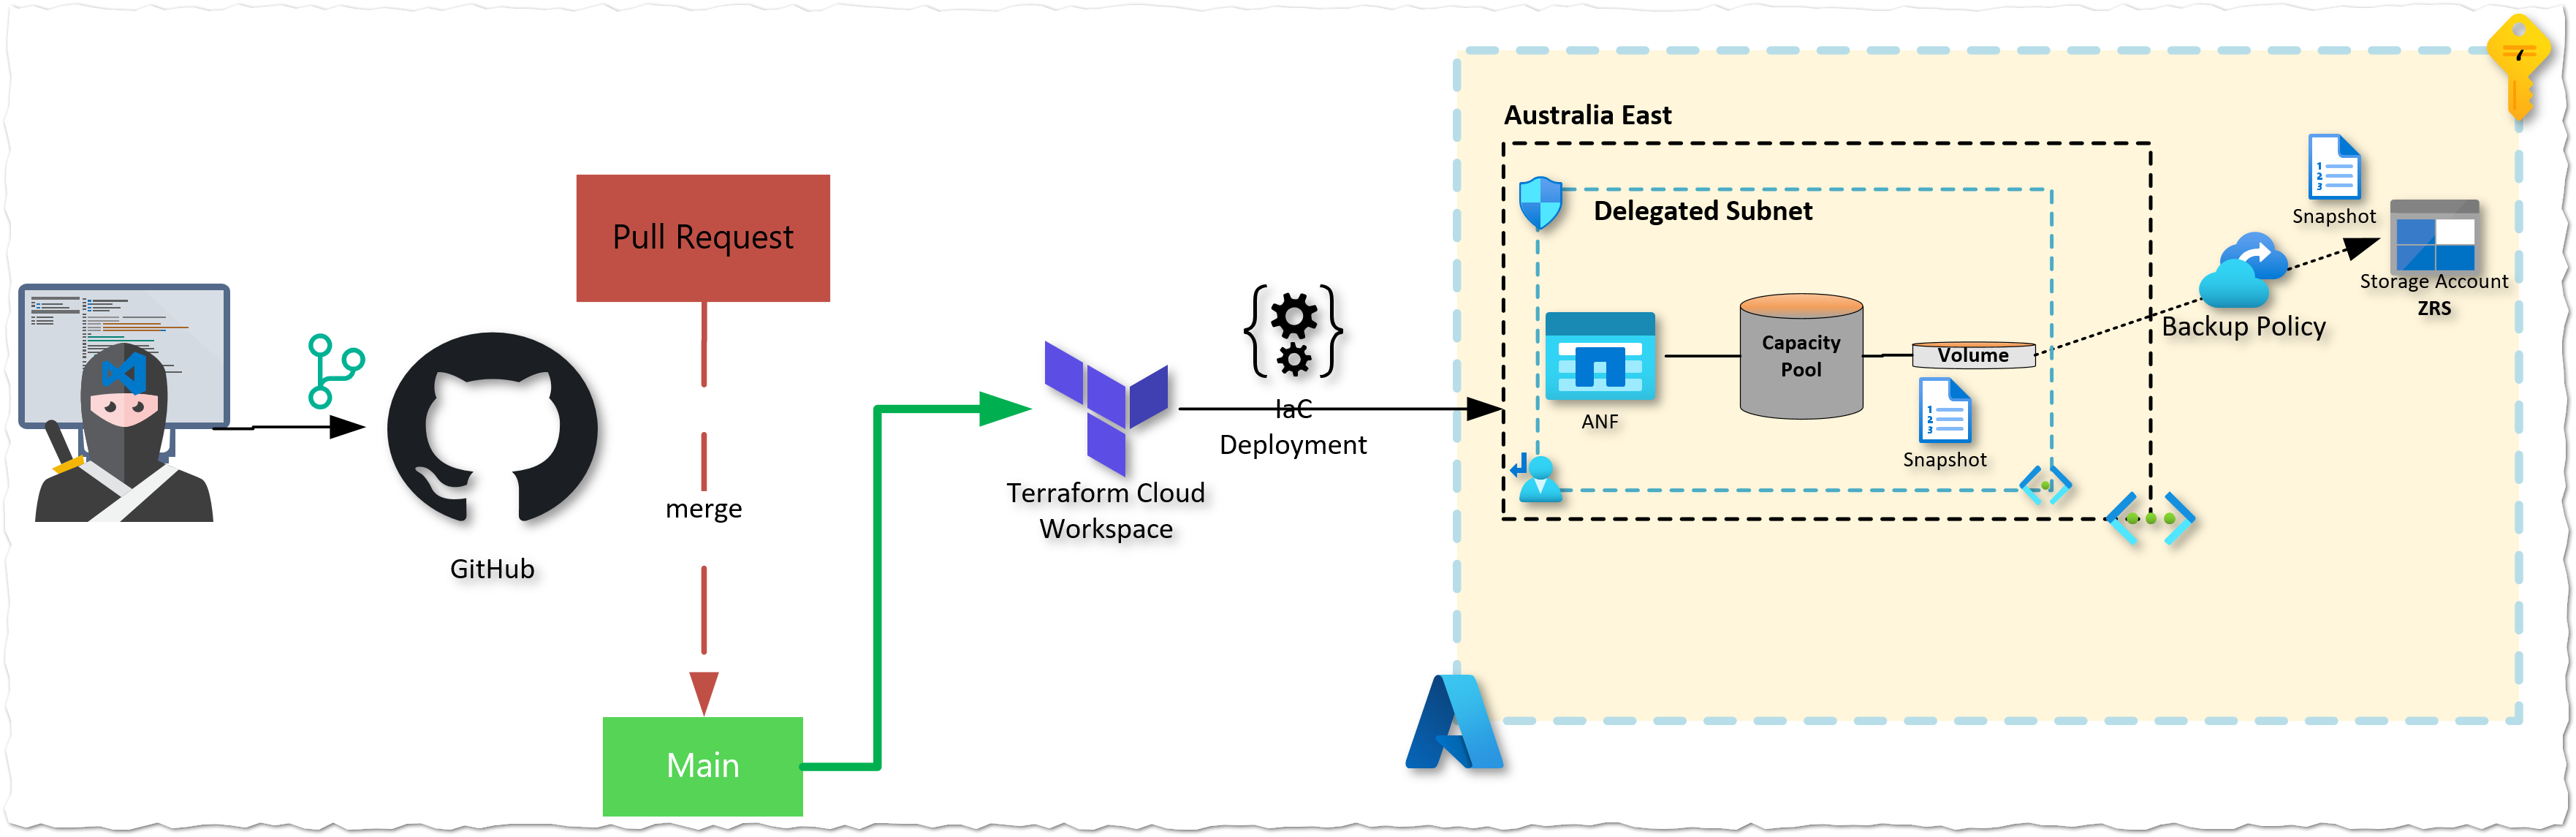 Pull Request
merge
Main
GitHub
Terraform Cloud
Workspace
IaC
Deployment
Australia East
Delegated Subnet
ANF
Capacity
Pool
Volume
Snapshot
Backup Policy
Snapshot
Storage Account
ZRS